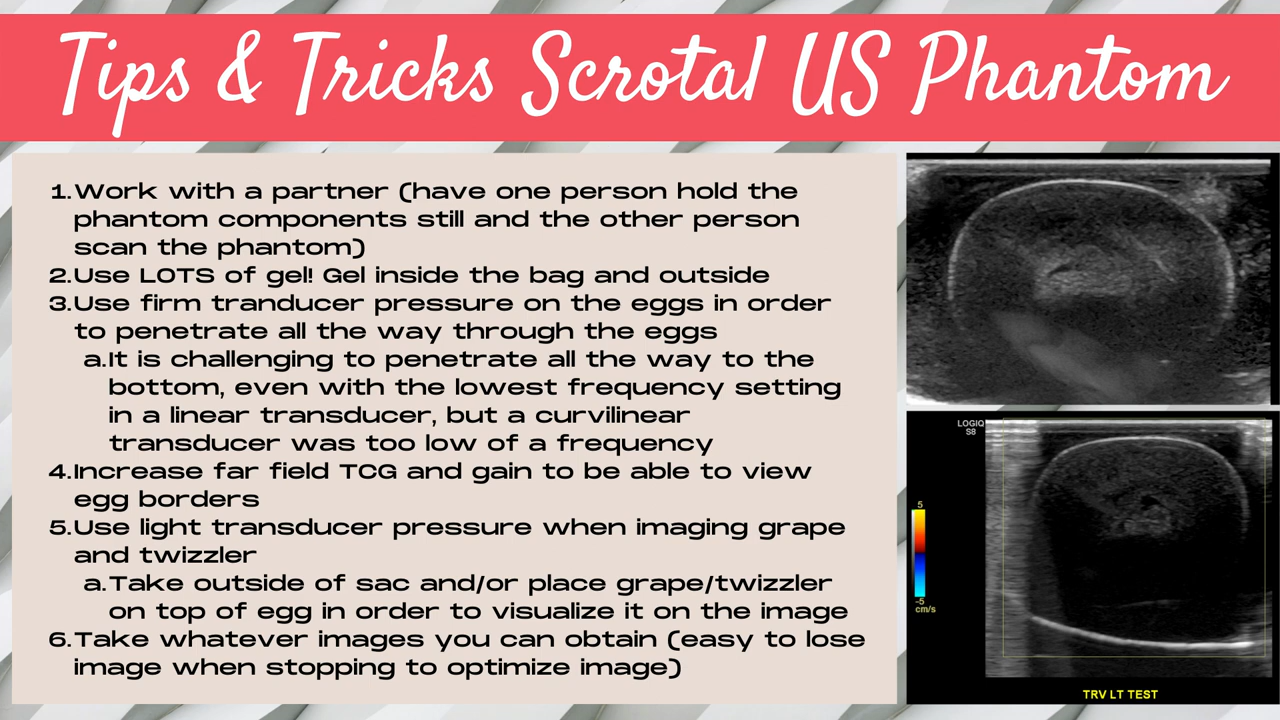 Tips & Tricks Scrotal US Phantom
1.Work with a partner (have one person hold the
phantom components still and the other person
scan the phantom)
2.Use LOTS of gel! Gel inside the bag and outside
3.Use firm tranducer pressure on the eggs in order
to penetrate all the way through the eggs
a.It is challenging to penetrate all the way to the
bottom, even with the lowest frequency setting
in a linear transducer, but a curvilinear
transducer was too low of a frequency
4.Increase far field TCG and gain to be able to view
egg borders
5.Use light transducer pressure when imaging grape
and twizzler
a.Take outside of sac and/or place grape/twizzler
on top of egg in order to visualize it on the image
6.Take whatever images you can obtain (easy to lose
image when stopping to optimize image)
LOGIQ
S8
5
-5
cm/s
TRV LT TEST